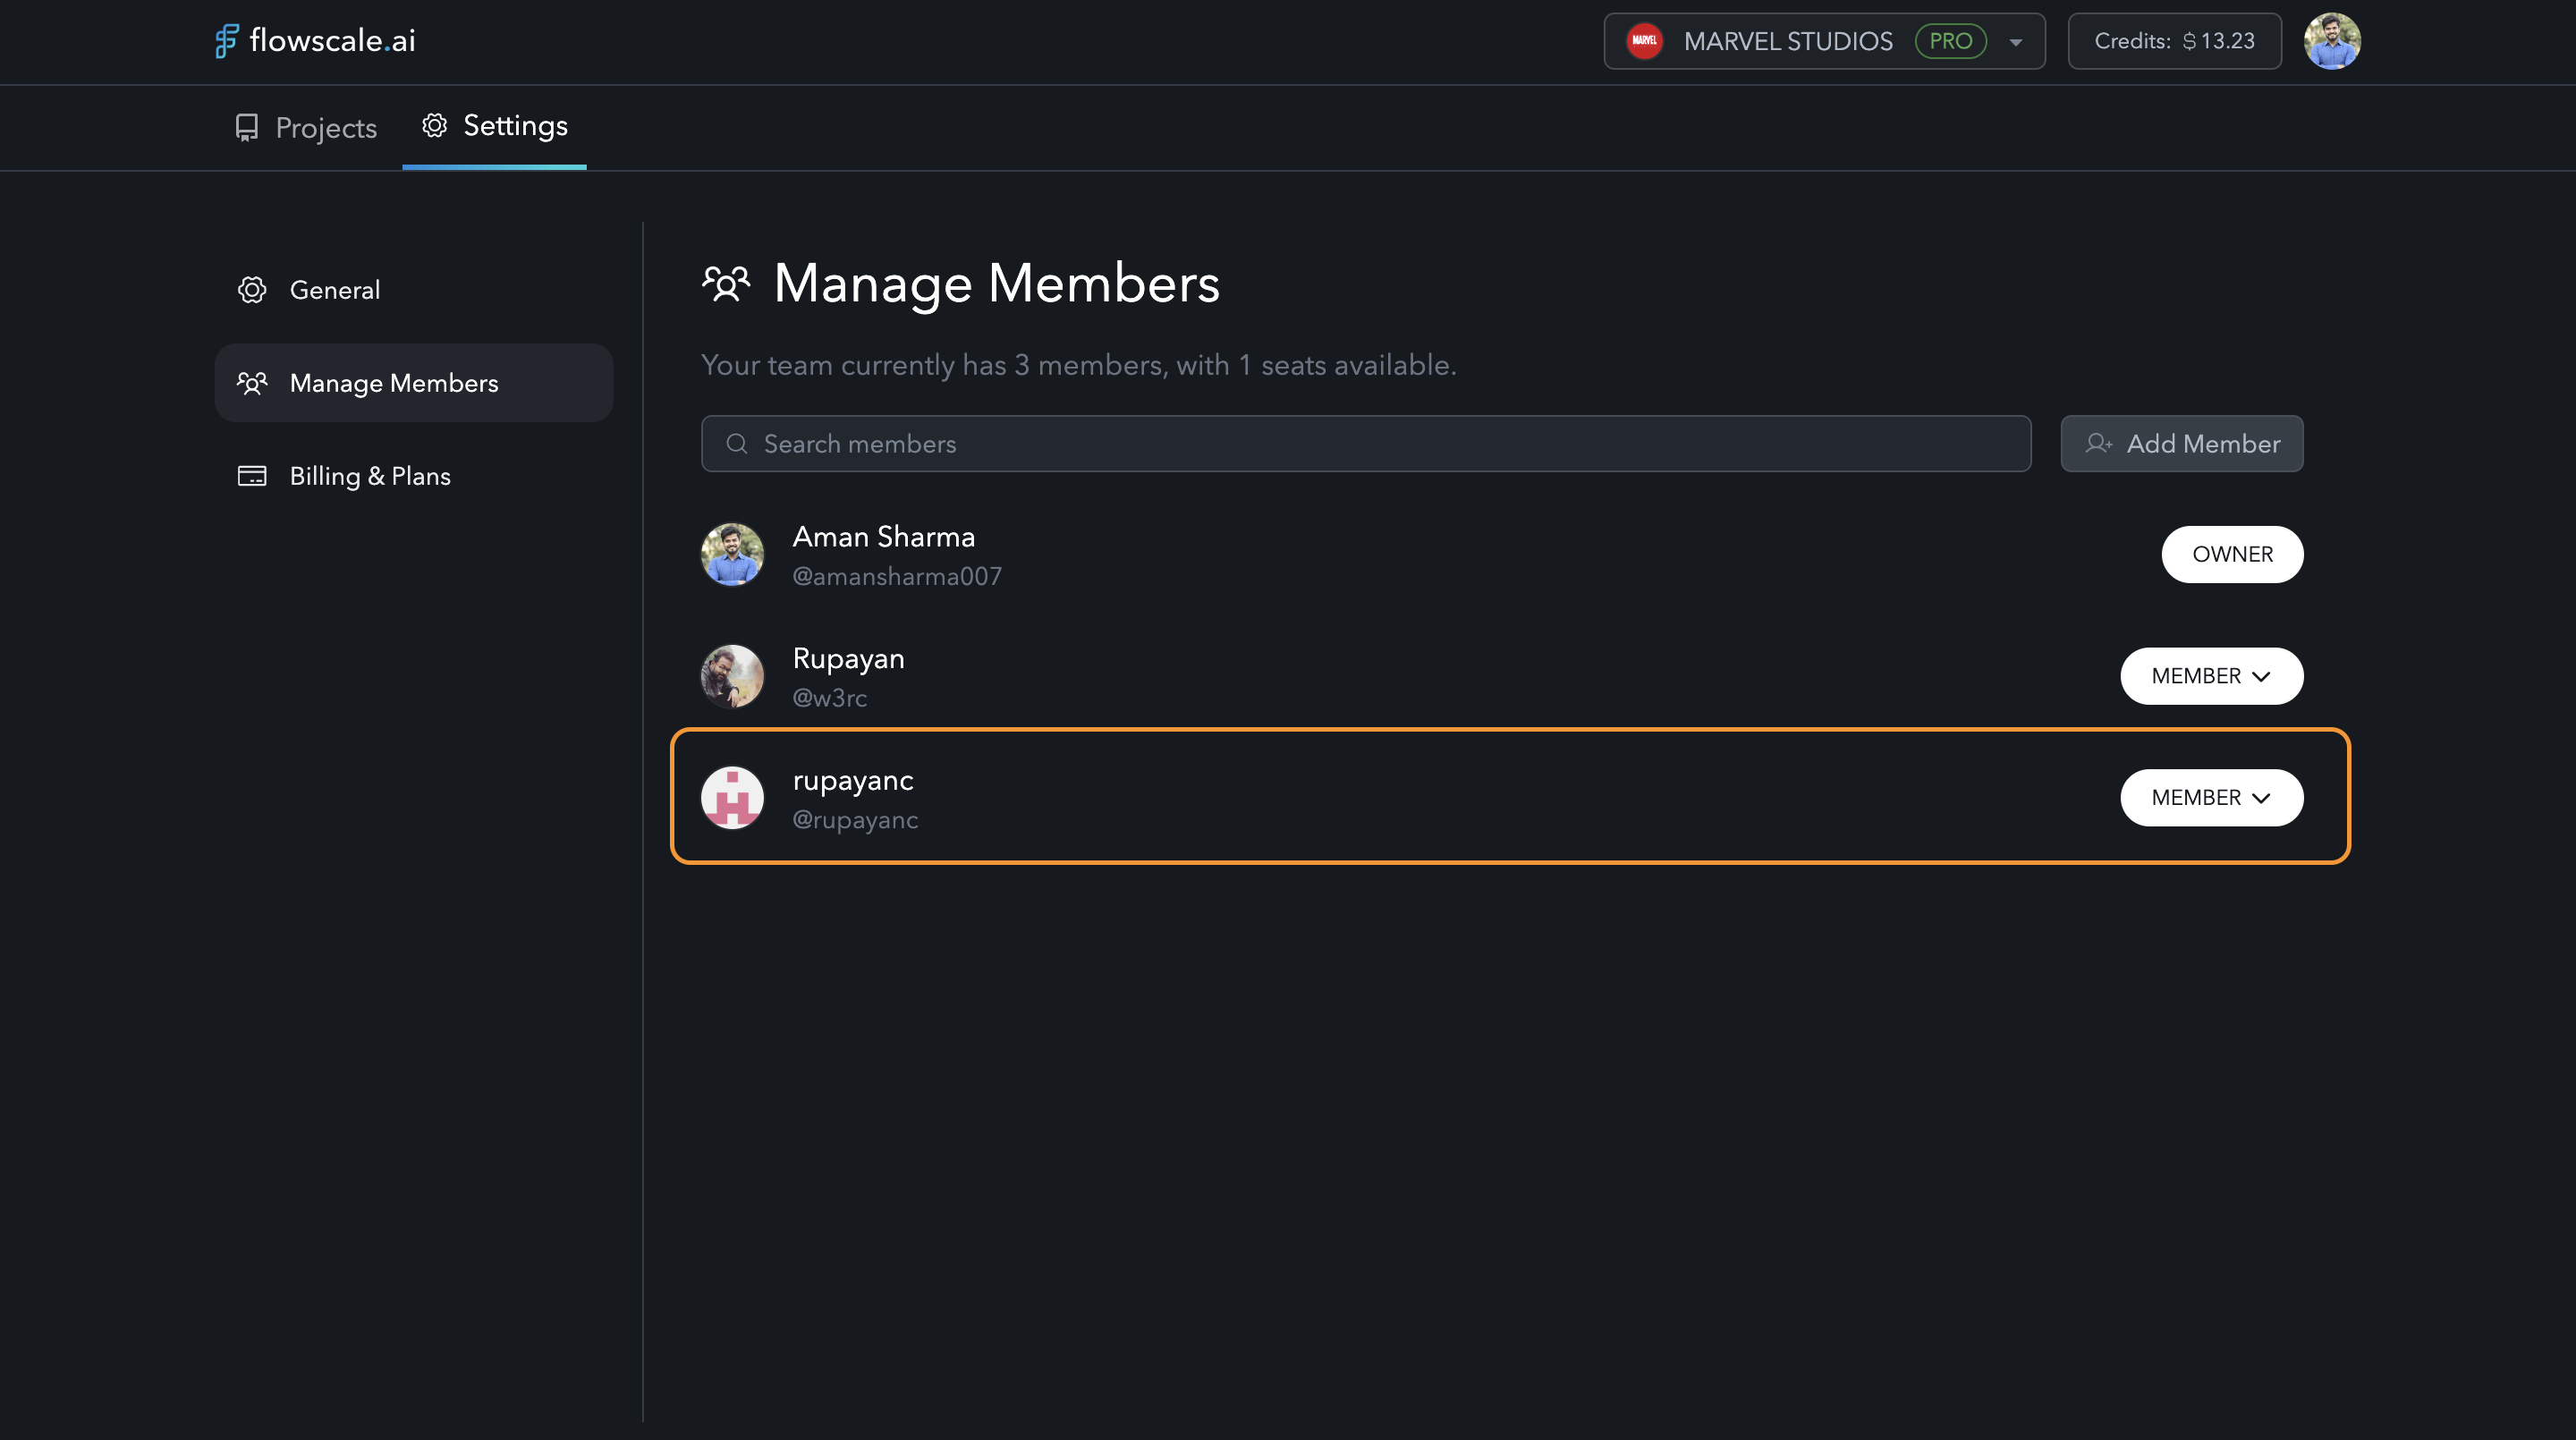 flowscale.ai
MARVEL
MARVEL STUDIOS PRO
Credits: $ 13.23
Projects
Settings
General
Manage Members
Billing & Plans
Manage Members
Your team currently has 3 members, with 1 seats available.
Search members
Add Member
Aman Sharma
@amansharma007
OWNER
Rupayan
@w3rc
MEMBER
rupayanc
@rupayanc
MEMBER